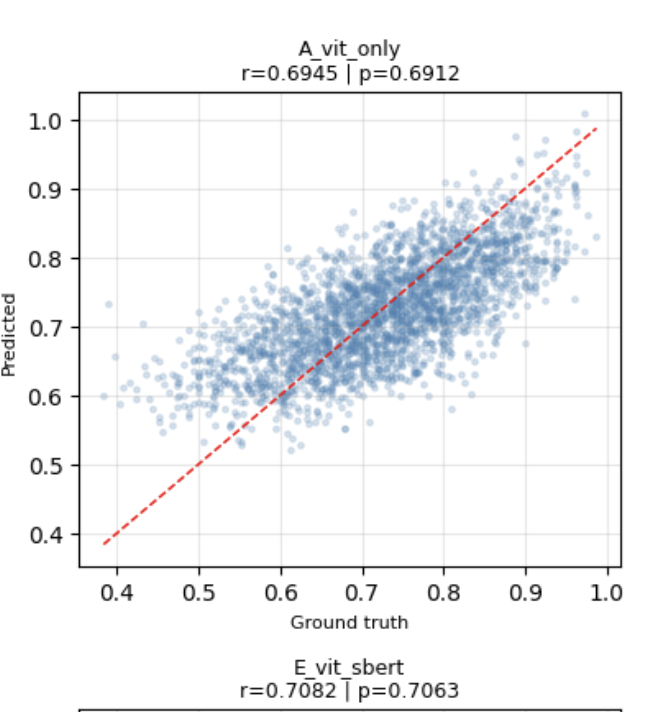 A_vit_only
r=0.6945 | p=0.6912
1.0
0.9
0.8
0.7
0.6
0.5
0.4
Predicted
0.4 0.5 0.6 0.7 0.8 0.9 1.0
Ground truth
E_vit_sbert
r=0.7082 | p=0.7063